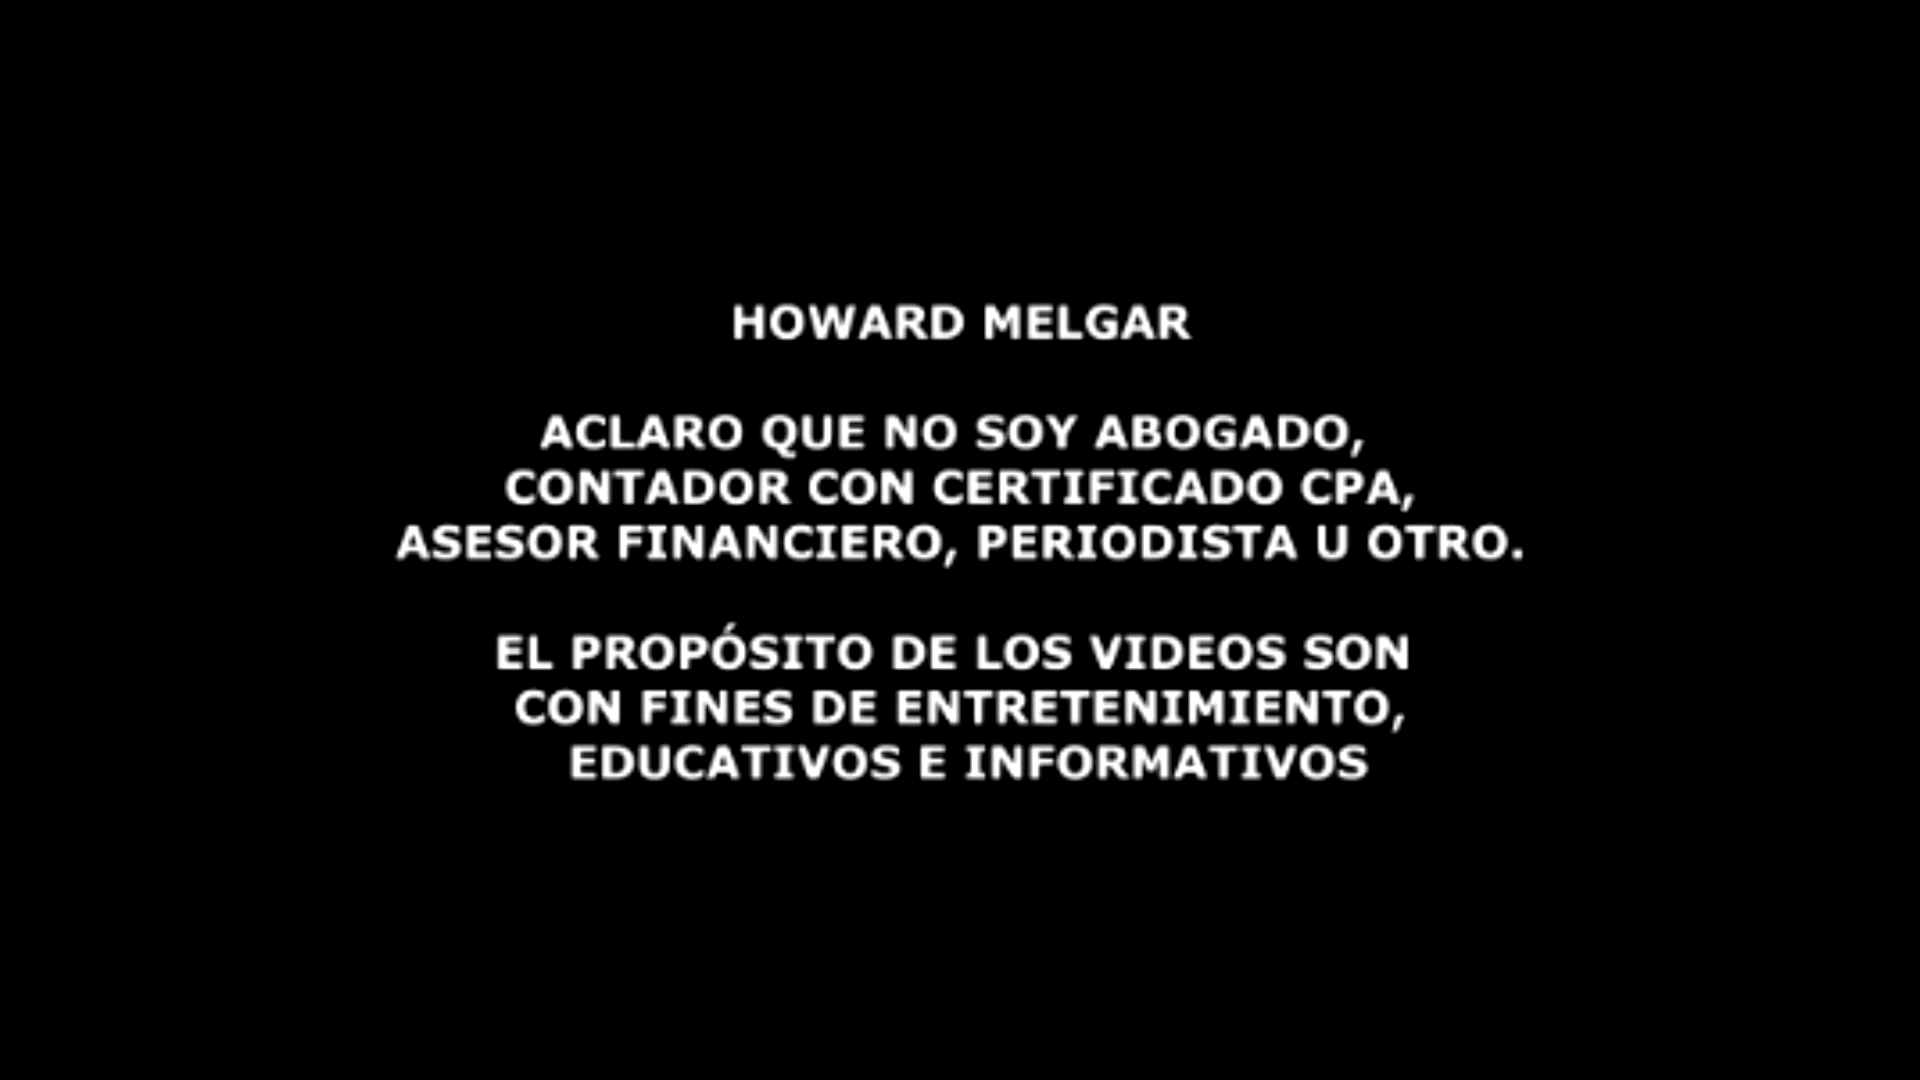 HOWARD MELGAR
ACLARO QUE NO SOY ABOGADO,
CONTADOR CON CERTIFICADO CPA,
ASESOR FINANCIERO, PERIODISTA U OTRO.
EL PROPÓSITO DE LOS VIDEOS SON
CON FINES DE ENTRETENIMIENTO,
EDUCATIVOS E INFORMATIVOS